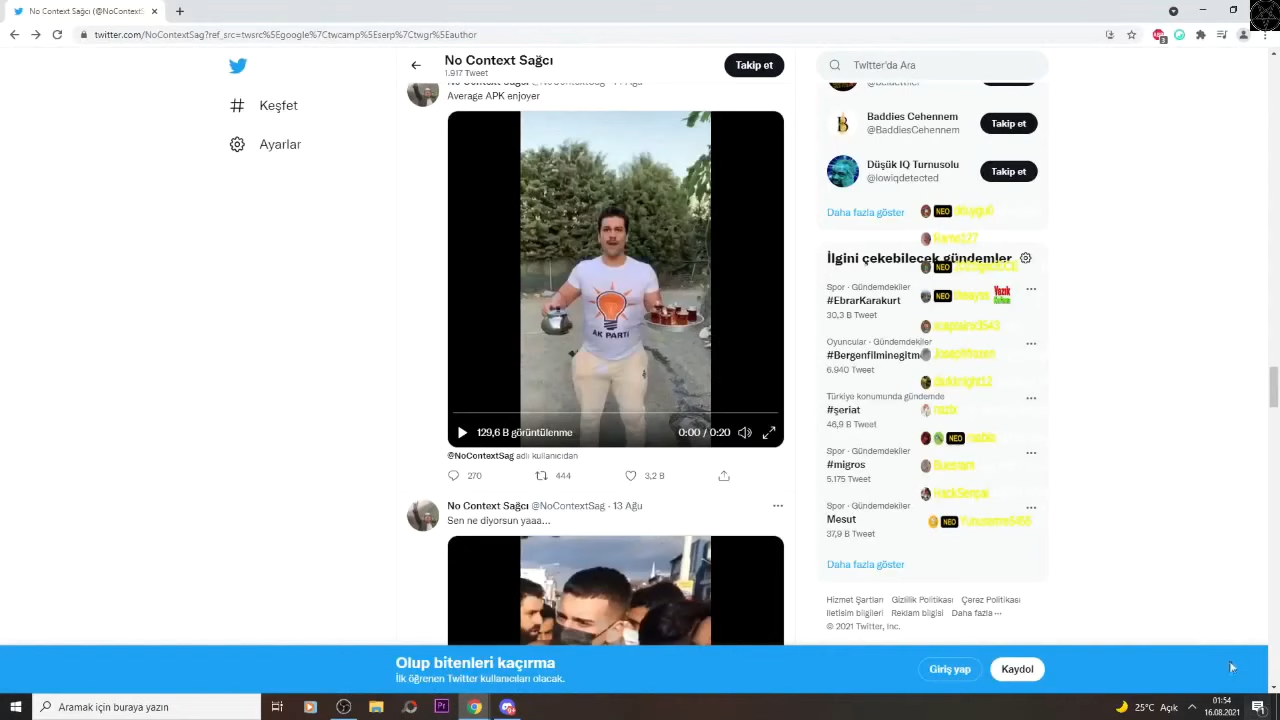 No Context Sağcı (@NoContextS
twitter.com/NoContextSag?ref_src=twsrc%5Egoogle%7Ctwcamp%5Eserp%7Ctwgr%5Eauthor
Keşfet
Ayarlar
No Context Sağcı
1.917 Tweet
Takip et
Average APK enjoyer
AK PARTİ
129,6 B görüntülenme
0:00 / 0:20
@NoContextSag adlı kullanıcıdan
270
444
3,2 B
No Context Sağcı @NoContextSag · 13 Ağu
Sen ne diyorsun yaaa...
Twitter'da Ara
Baddies Cehennem
@BaddiesCehennem
Takip et
Düşük IQ Turnusolu
@lowiqdetected
Takip et
Daha fazla göster
İlgini çekebilecek gündemler
Spor · Gündemdekiler
#EbrarKarakurt
30,3 B Tweet
Oyuncular · Gündemdekiler
#Bergenfilminegitm
6.940 Tweet
Türkiye konumunda gündemde
#şeriat
46,9 B Tweet
Spor · Gündemdekiler
#migros
5.175 Tweet
Spor · Gündemdekiler
Mesut
37,9 B Tweet
Daha fazla göster
NEO
NEO
NEO
NEO
NEO
Hizmet Şartları Gizlilik Politikası Çerez Politikası
İletişim bilgileri Reklam bilgisi Daha fazla ···
© 2021 Twitter, Inc.
Olup bitenleri kaçırma
İlk öğrenen Twitter kullanıcıları olacak.
Giriş yap
Kaydol
Aramak için buraya yazın
25°C Açık
01:54
16.08.2021